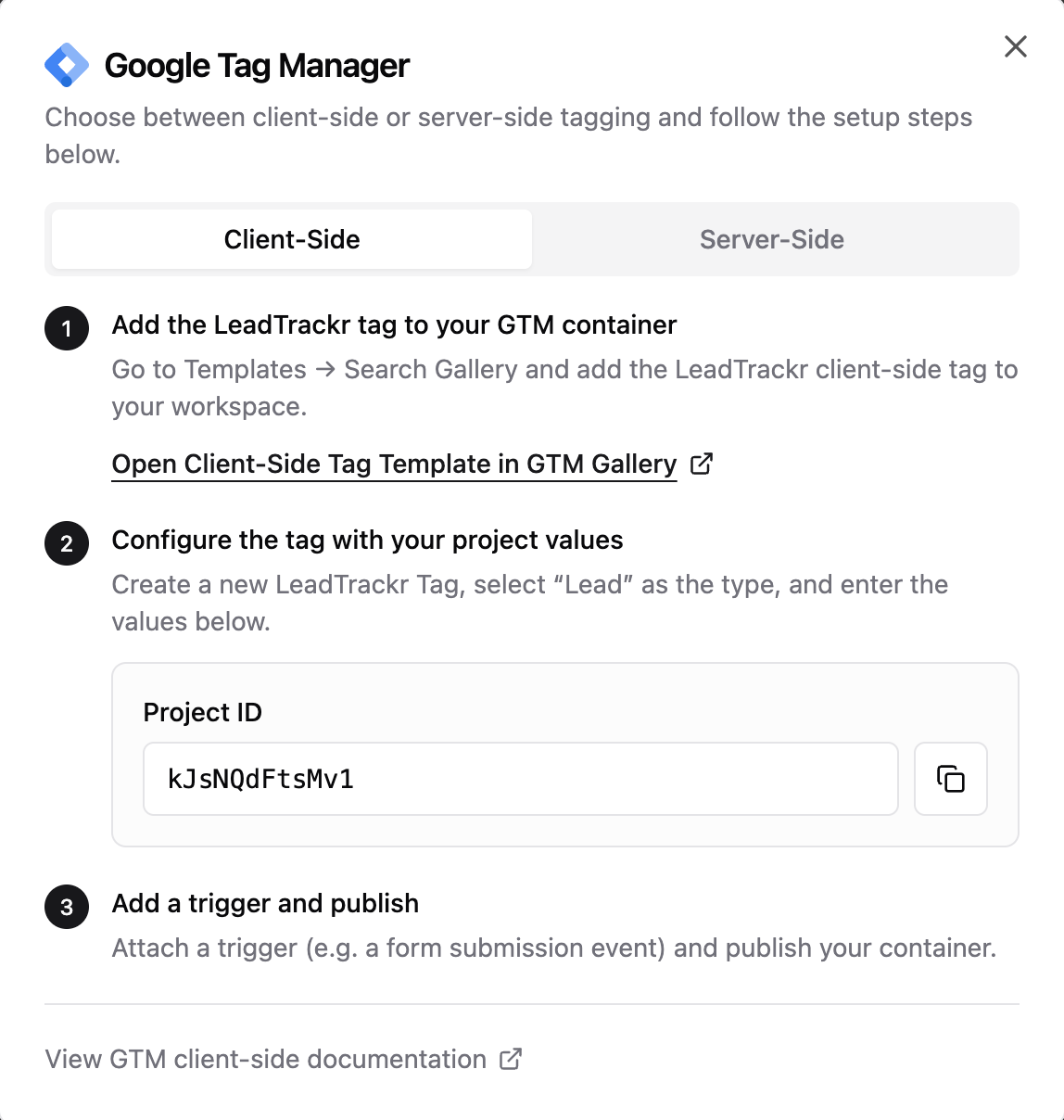 Google Tag Manager
Choose between client-side or server-side tagging and follow the setup steps
below.
Client-Side
Server-Side
1
Add the LeadTrackr tag to your GTM container
Go to Templates → Search Gallery and add the LeadTrackr client-side tag to
your workspace.
Open Client-Side Tag Template in GTM Gallery
2
Configure the tag with your project values
Create a new LeadTrackr Tag, select “Lead” as the type, and enter the
values below.
Project ID
kJsNQdFtsMv1
3
Add a trigger and publish
Attach a trigger (e.g. a form submission event) and publish your container.
View GTM client-side documentation